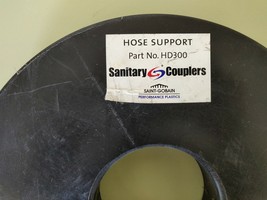 HOSE SUPPORT
Part No. HD300
Sanitary Couplers
SAINT-GOBAIN
PERFORMANCE PLASTICS